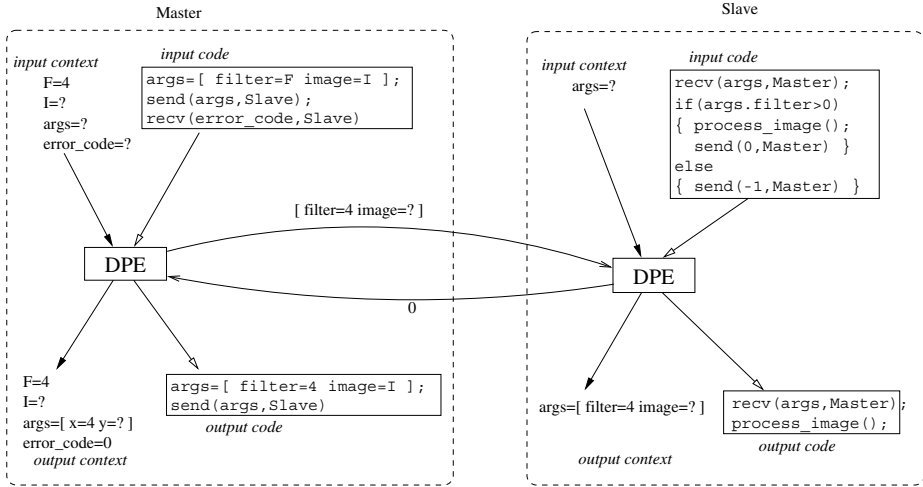 Master
input context
F=4
I=?
args=?
error_code=?
input code
args=[ filter=F image=I ];
send(args,Slave);
recv(error_code,Slave)
DPE
F=4
I=?
args=[ x=4 y=? ]
error_code=0
output context
args=[ filter=4 image=I ];
send(args,Slave)
output code
[ filter=4 image=? ]
0
Slave
input context
args=?
input code
recv(args,Master);
if(args.filter>0)
{ process_image();
send(0,Master) }
else
{ send(-1,Master) }
DPE
args=[ filter=4 image=? ]
output context
recv(args,Master);
process_image();
output code